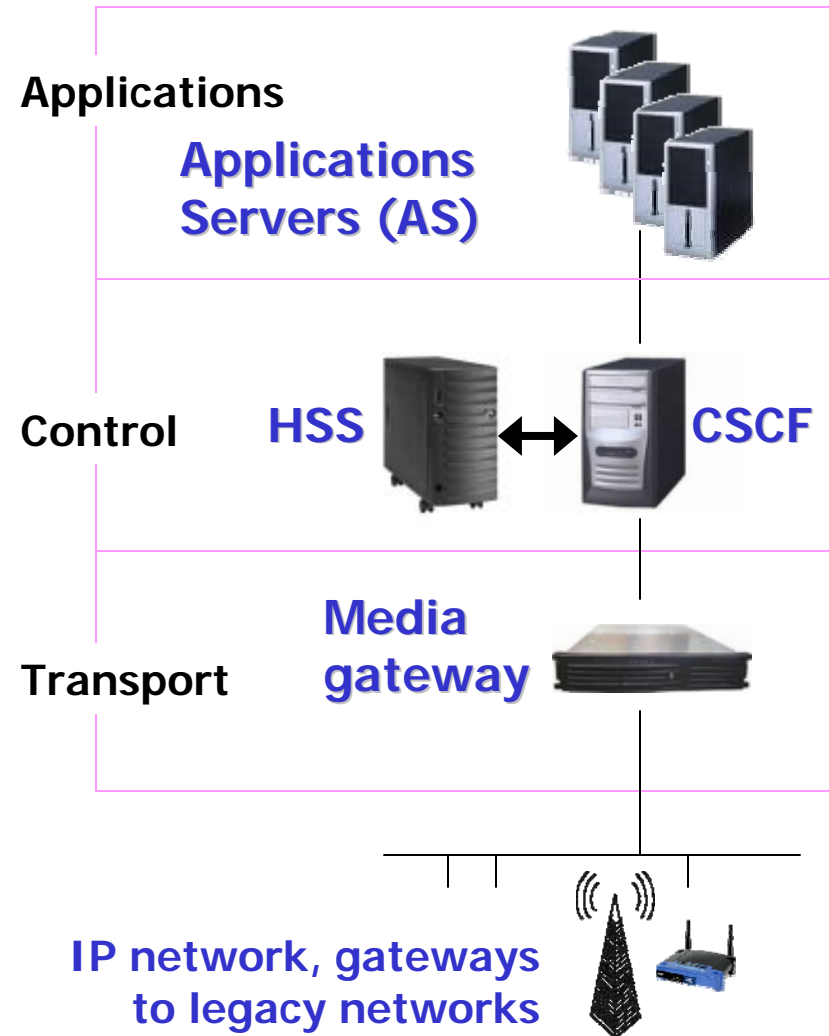 Applications
Applications
Servers (AS)
Control
HSS
CSCF
Media
gateway
Transport
IP network, gateways
to legacy networks